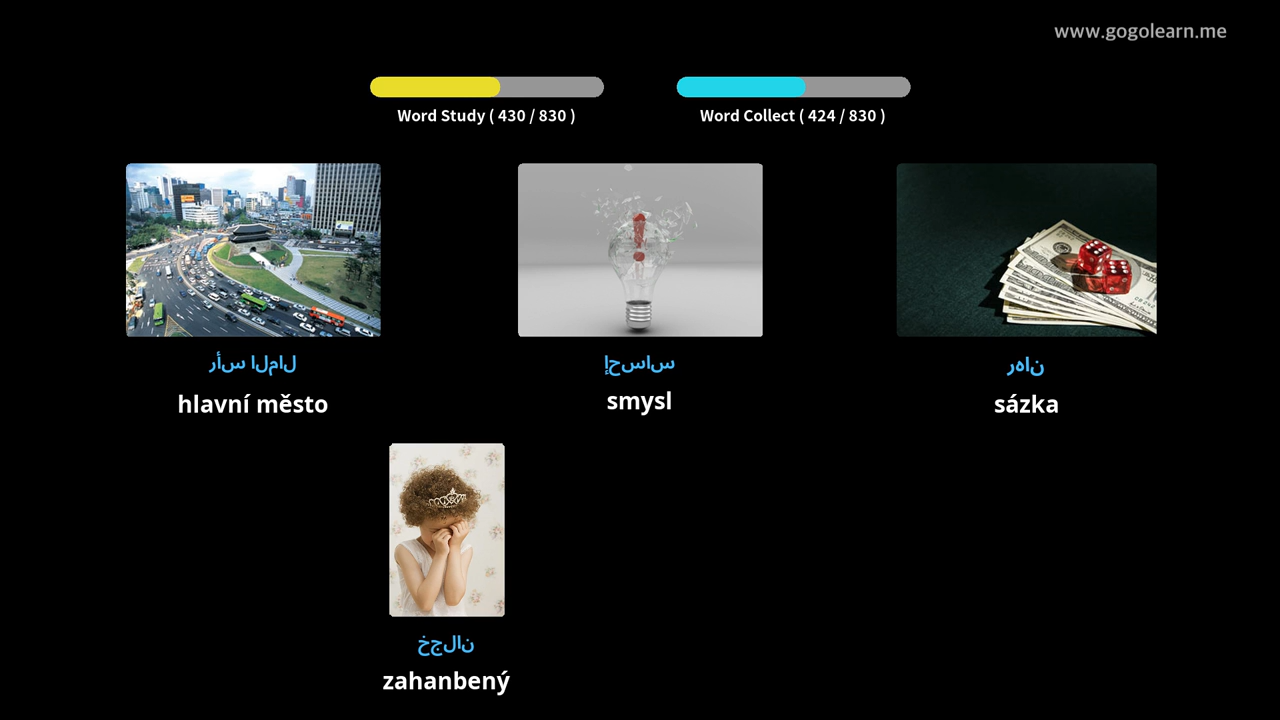 www.gogolearn.me
Word Study ( 430 / 830 )
Word Collect ( 424 / 830 )
رأس المال
hlavní město
إحساس
smysl
رهان
sázka
خجلان
zahanbený